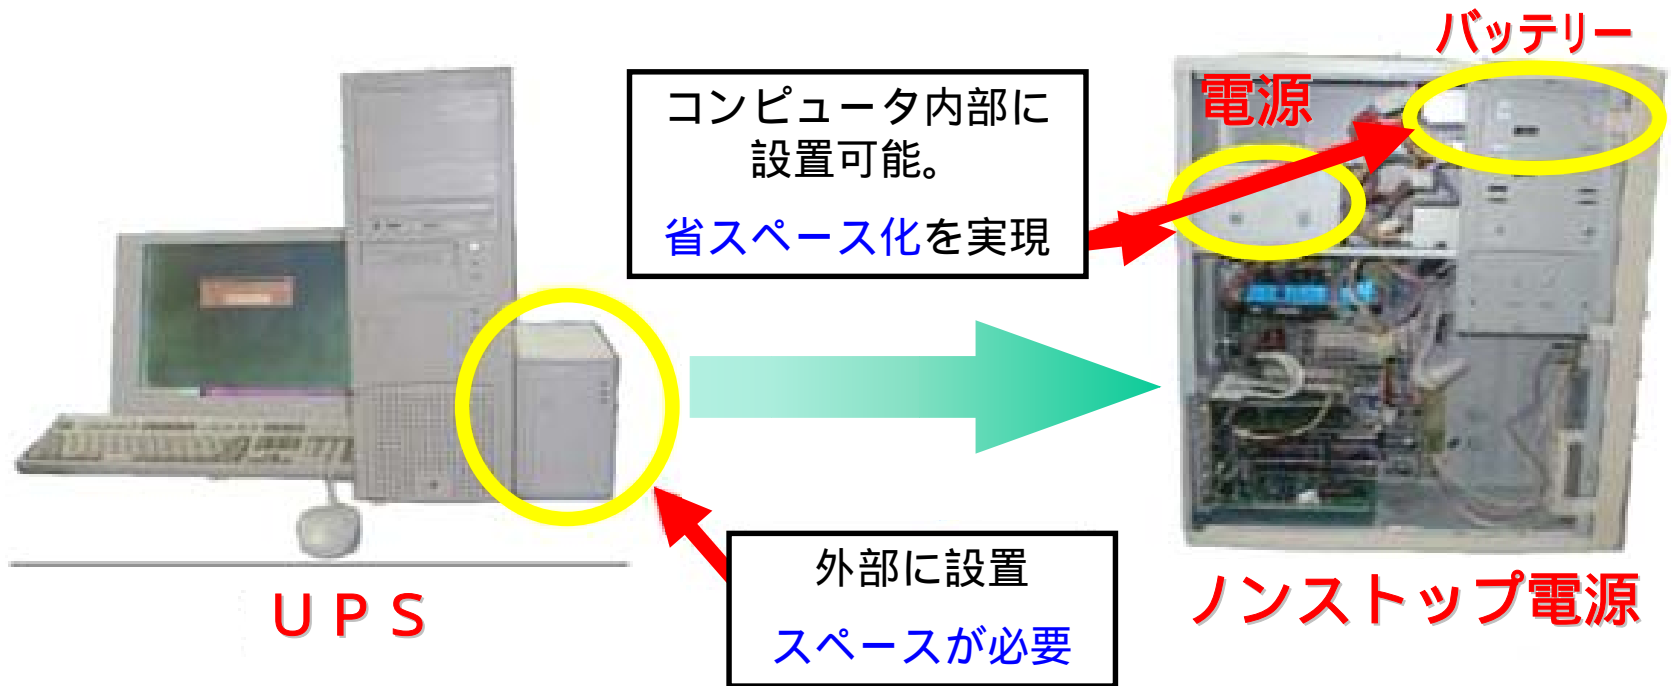 バッテリー
電源
コンピュータ内部に
設置可能。
省スペース化を実現
外部に設置
スペースが必要
UPS
ノンストップ電源